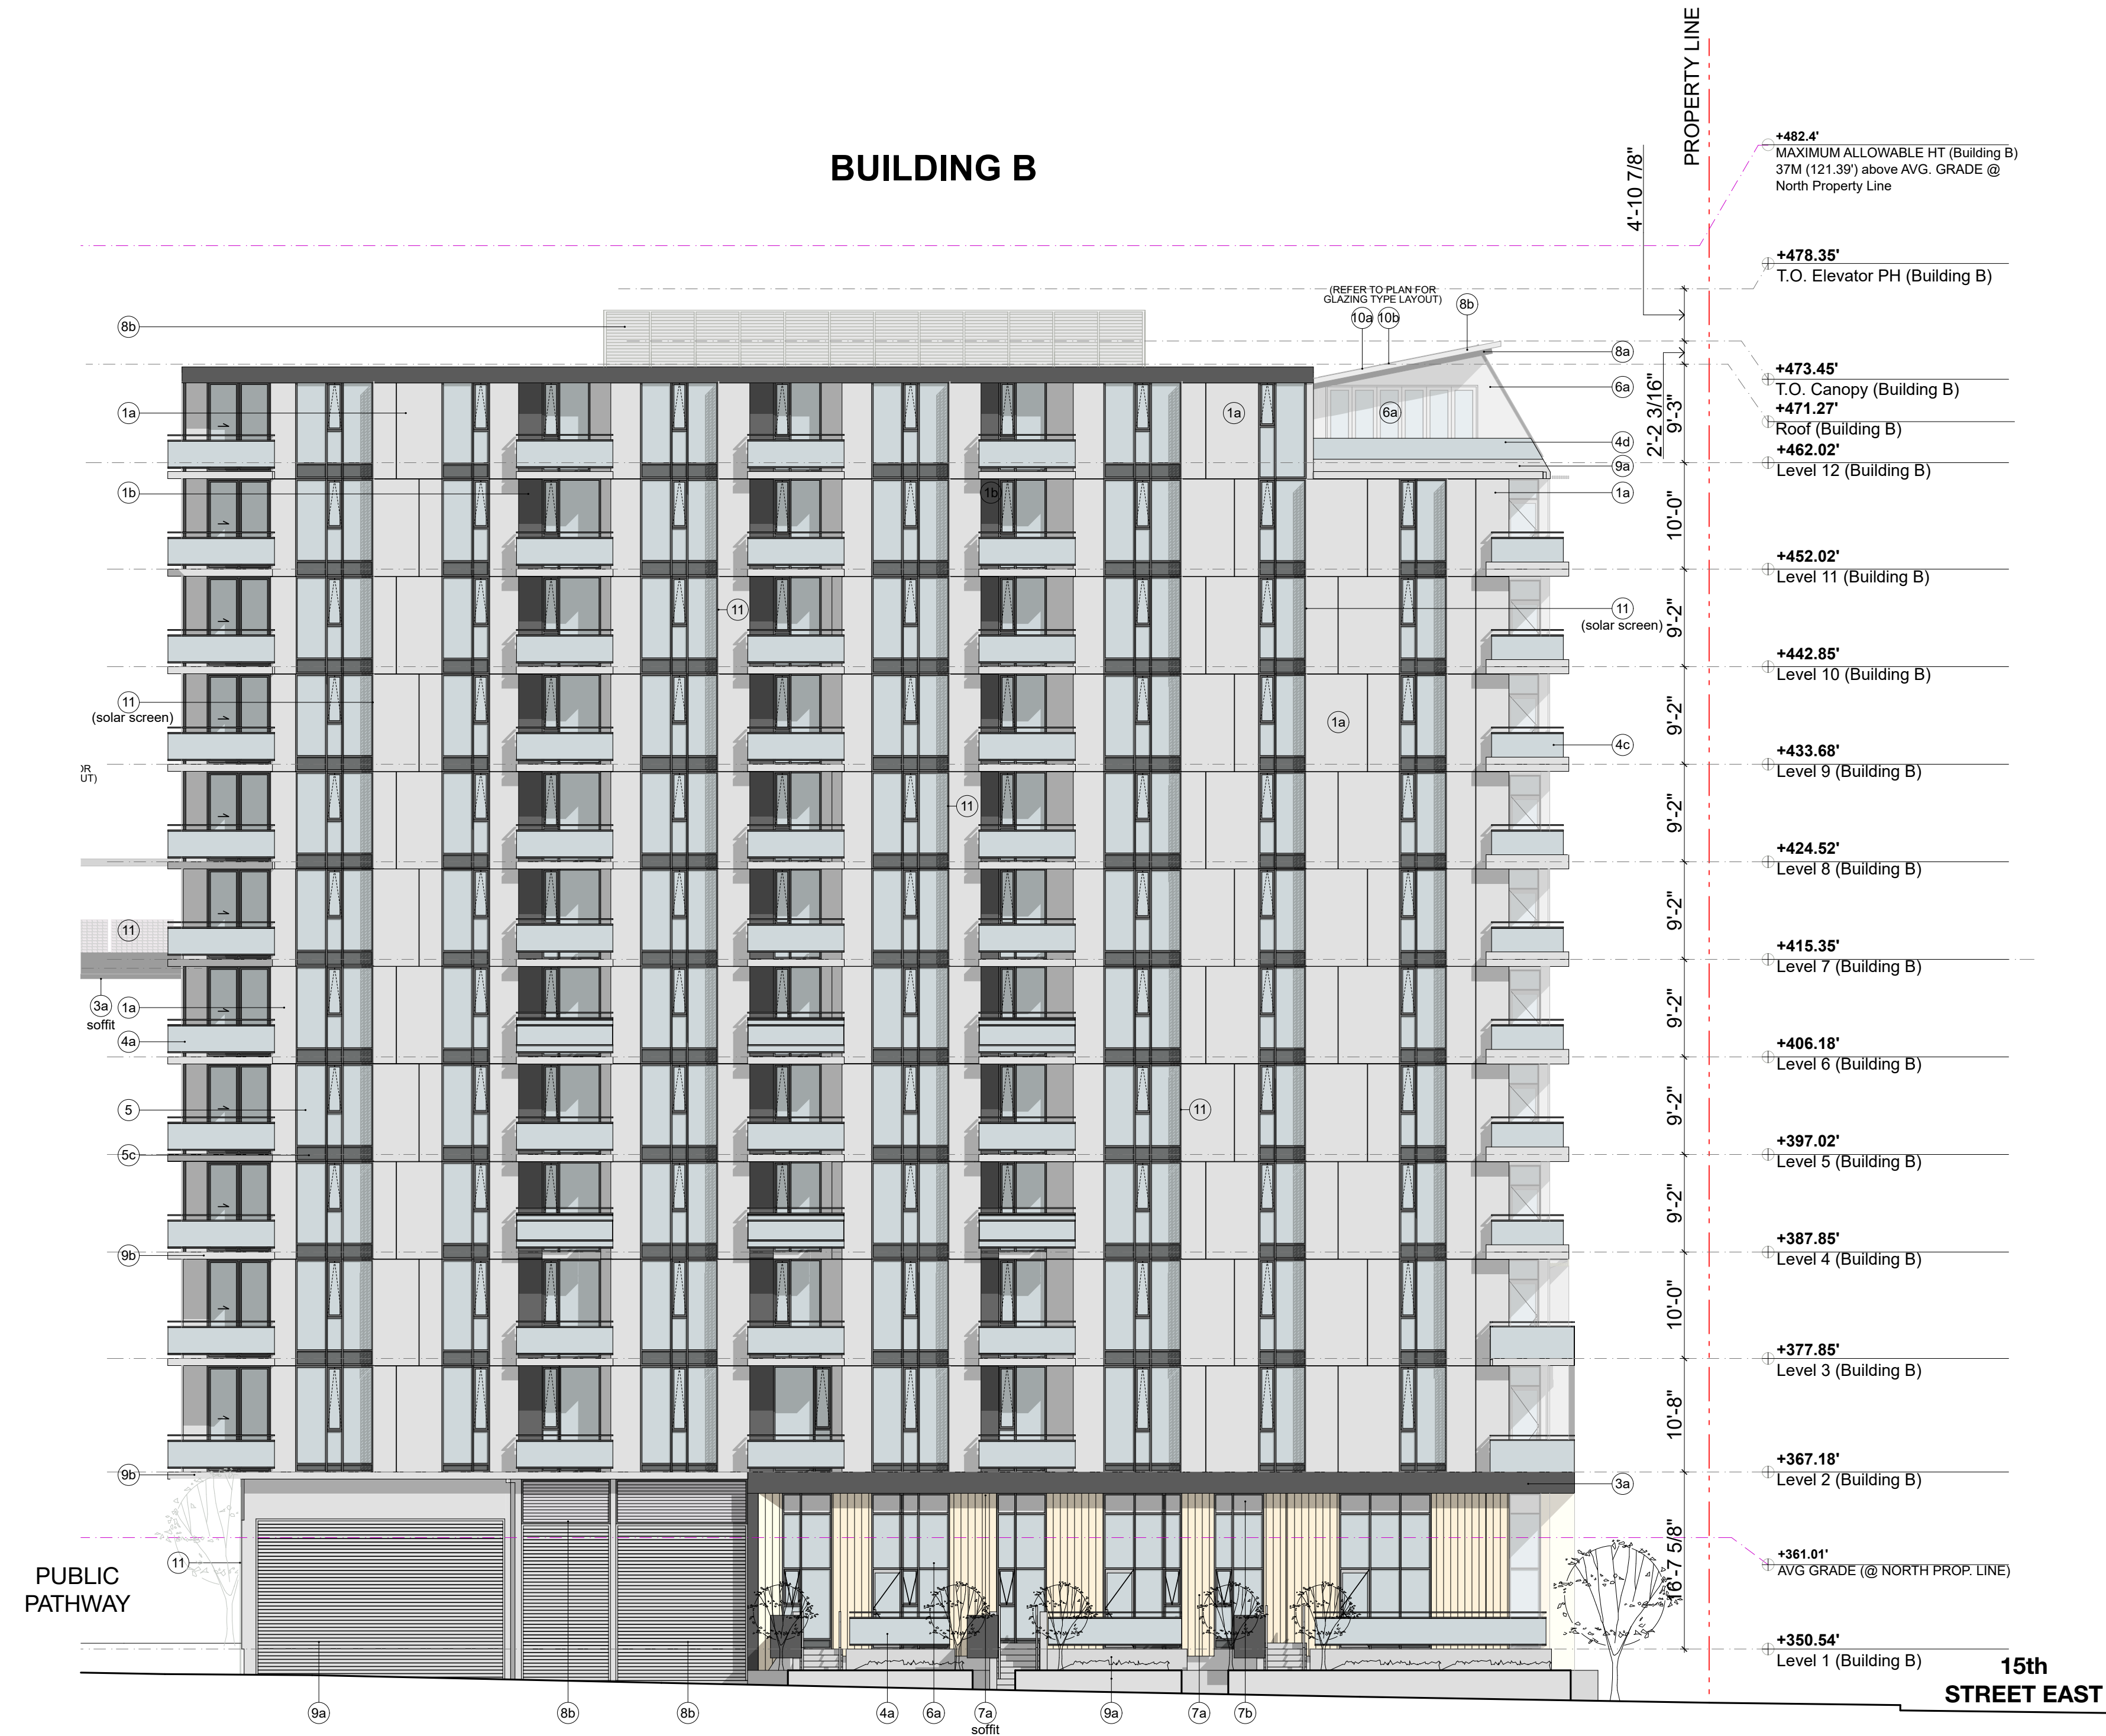 PROPERTY LINE
BUILDING B
+482.4'
MAXIMUM ALLOWABLE HT (Building B)
37M (121.39') above AVG. GRADE @
North Property Line
4'-10 7/8"
+478.35'
T.O. Elevator PH (Building B)
(REFER TO PLAN FOR
GLAZING TYPE LAYOUT)
8b
10a
10b
8b
8a
+473.45'
T.O. Canopy (Building B)
2'-2 3/16"
9'-3"
6a
1a
1a
6a
+471.27'
Roof (Building B)
4d
+462.02'
Level 12 (Building B)
9a
1b
1b
1a
10'-0"
+452.02'
Level 11 (Building B)
11
11
(solar screen)
9'-2"
+442.85'
Level 10 (Building B)
11
(solar screen)
1a
4c
9'-2"
+433.68'
Level 9 (Building B)
OR
UT)
11
9'-2"
+424.52'
Level 8 (Building B)
11
9'-2"
+415.35'
Level 7 (Building B)
3a
soffit
1a
4a
9'-2"
+406.18'
Level 6 (Building B)
5
11
9'-2"
+397.02'
Level 5 (Building B)
5c
9'-2"
+387.85'
Level 4 (Building B)
9b
10'-0"
+377.85'
Level 3 (Building B)
10'-8"
+367.18'
Level 2 (Building B)
9b
3a
16'-7 5/8"
+361.01'
AVG GRADE (@ NORTH PROP. LINE)
11
PUBLIC
PATHWAY
+350.54'
Level 1 (Building B)
15th
STREET EAST
9a
8b
8b
4a
6a
7a
soffit
9a
7a
7b